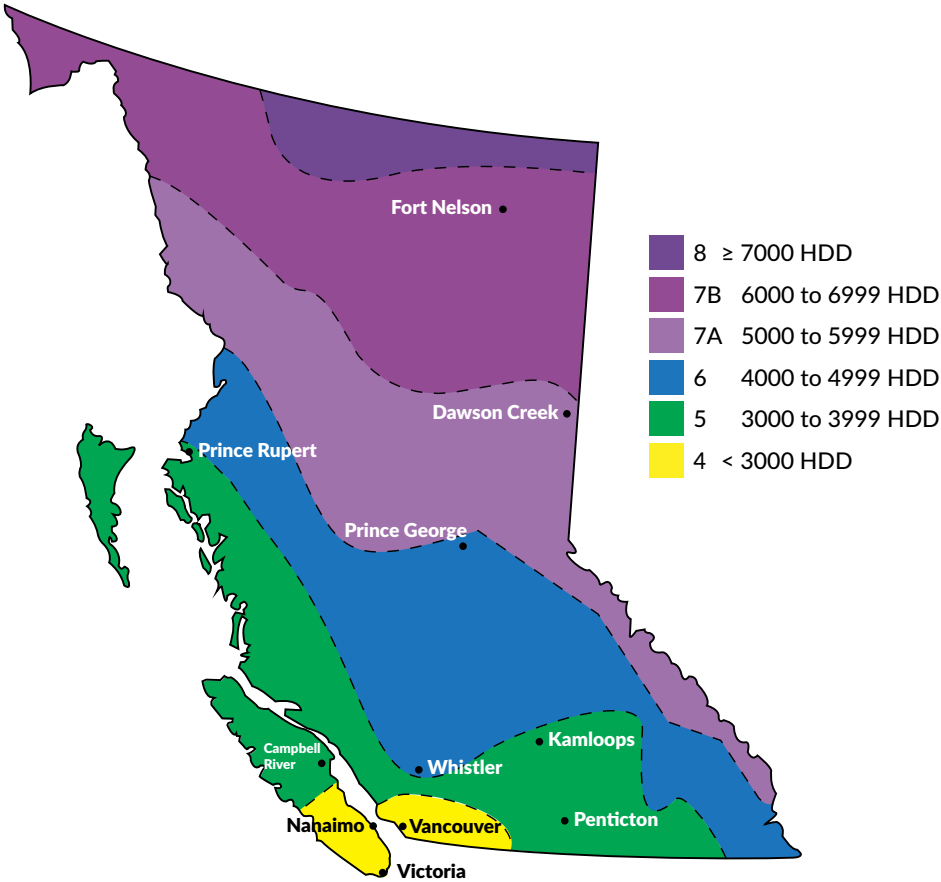 Fort Nelson
8 ≥ 7000 HDD
7B 6000 to 6999 HDD
7A 5000 to 5999 HDD
6 4000 to 4999 HDD
5 3000 to 3999 HDD
4 < 3000 HDD
Dawson Creek
Prince Rupert
Prince George
Campbell
River
Whistler
Kamloops
Nanaimo
Vancouver
Penticton
Victoria